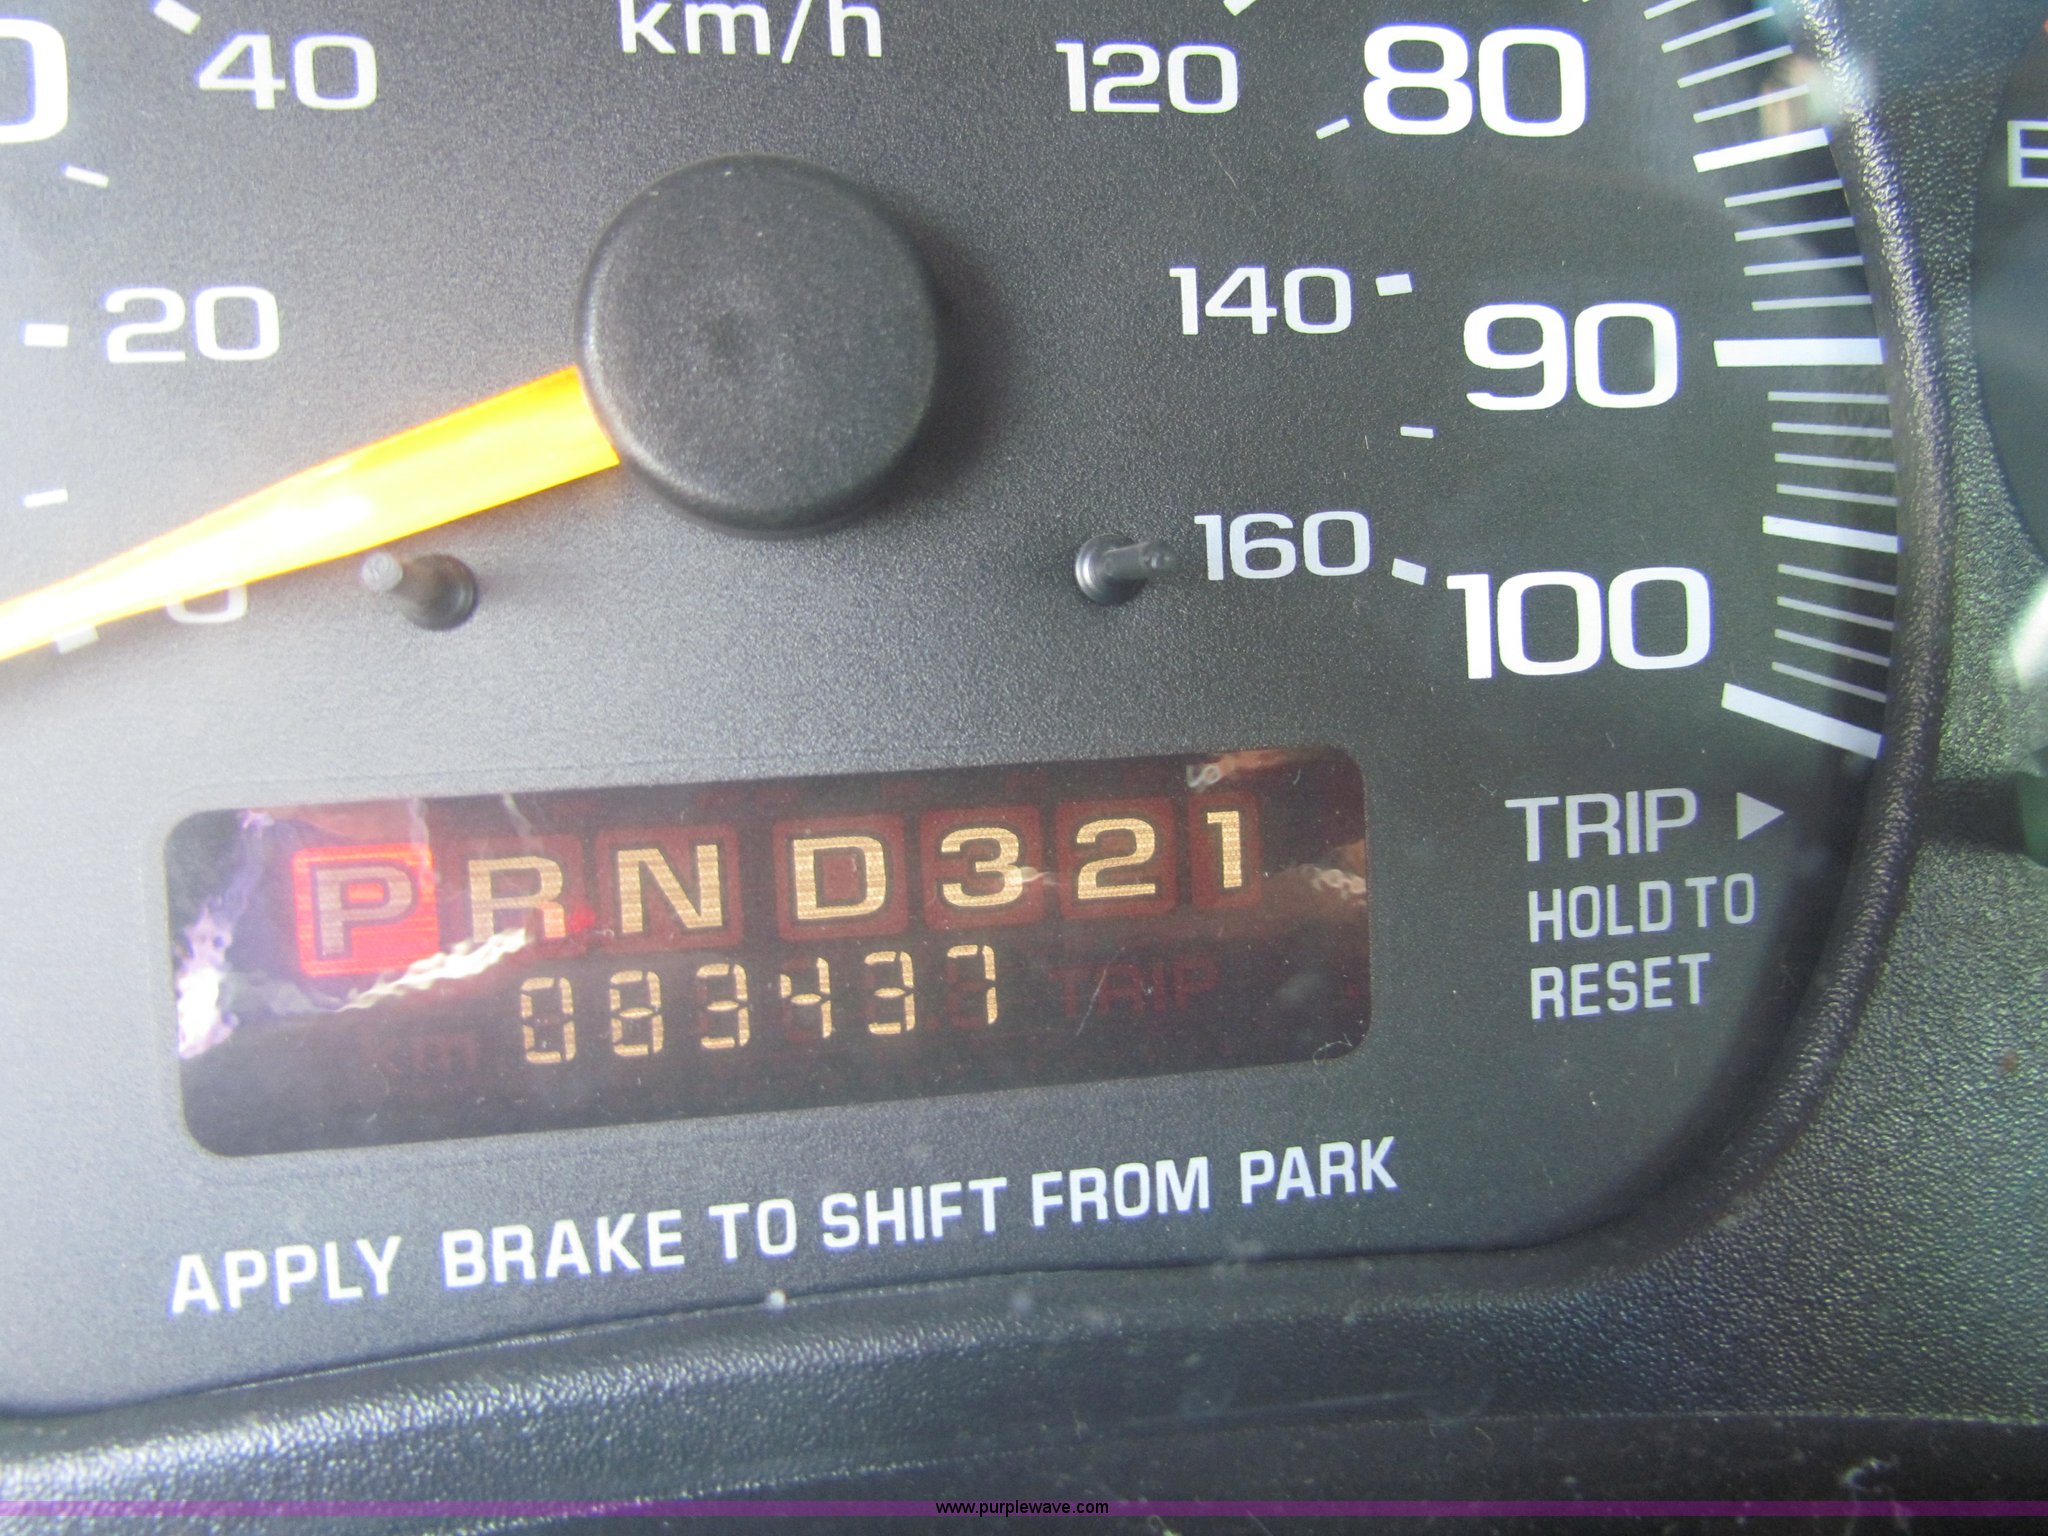 km/h
40
120
80
20
140
90
0
160
100
PRND321
083437
TRIP
HOLD TO
RESET
APPLY BRAKE TO SHIFT FROM PARK
www.purplewave.com